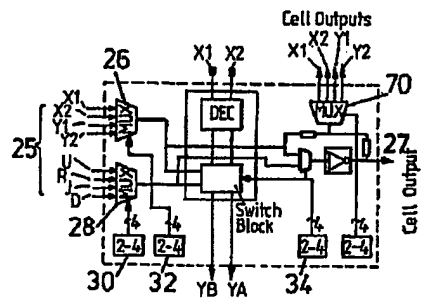 Cell Outputs
X1 X2 Y1 Y2
X1 X2
26
70
MUX
DEC
X1
X2
Y1
Y2
MUX
25
27
Cell Output
U
R
J
D
MUX
28
Switch
Block
4 4 4 4
2-4 2-4 2-4 2-4
30 32 34
YB YA